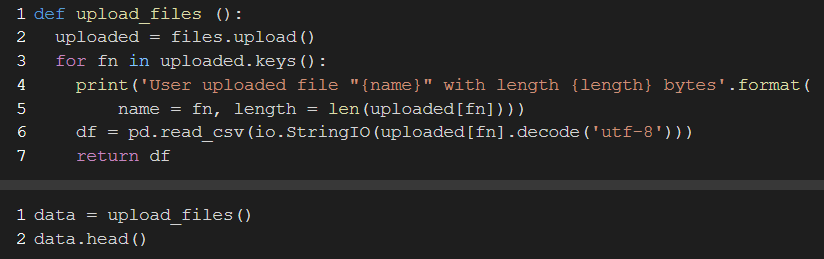 1 def upload_files ():
2   uploaded = files.upload()
3   for fn in uploaded.keys():
4     print('User uploaded file "{name}" with length {length} bytes'.format(
5         name = fn, length = len(uploaded[fn])))
6     df = pd.read_csv(io.StringIO(uploaded[fn].decode('utf-8')))
7     return df
1 data = upload_files()
2 data.head()